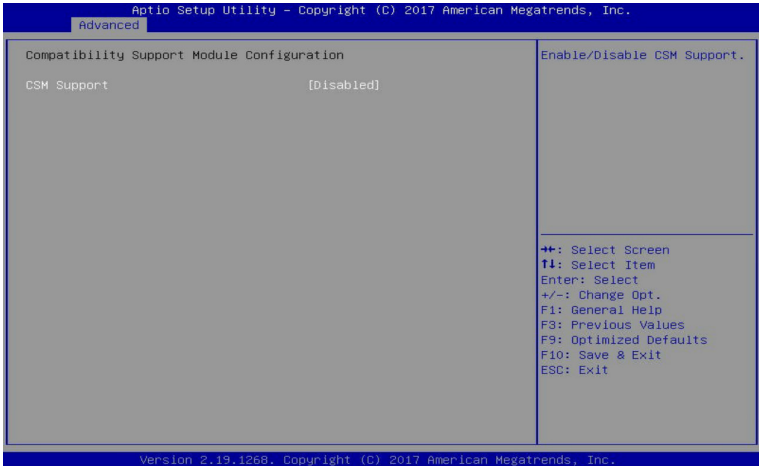 Aptio Setup Utility – Copyright (C) 2017 American Megatrends, Inc.
Advanced
Compatibility Support Module Configuration
CSM Support [Disabled]
Enable/Disable CSM Support.
→←: Select Screen
↑↓: Select Item
Enter: Select
+/-: Change Opt.
F1: General Help
F3: Previous Values
F9: Optimized Defaults
F10: Save & Exit
ESC: Exit
Version 2.19.1268. Copyright (C) 2017 American Megatrends, Inc.